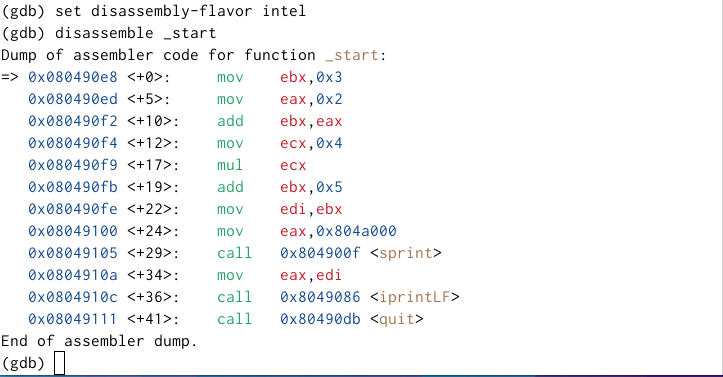 (gdb) set disassembly-flavor intel
(gdb) disassemble _start
Dump of assembler code for function _start:
=> 0x080490e8 <+0>:    mov    ebx,0x3
   0x080490ed <+5>:    mov    eax,0x2
   0x080490f2 <+10>:    add    ebx,eax
   0x080490f4 <+12>:    mov    ecx,0x4
   0x080490f9 <+17>:    mul    ecx
   0x080490fb <+19>:    add    ebx,0x5
   0x080490fe <+22>:    mov    edi,ebx
   0x08049100 <+24>:    mov    eax,0x804a000
   0x08049105 <+29>:    call   0x804900f <sprint>
   0x0804910a <+34>:    mov    eax,edi
   0x0804910c <+36>:    call   0x8049086 <iprintLF>
   0x08049111 <+41>:    call   0x80490db <quit>
End of assembler dump.
(gdb)